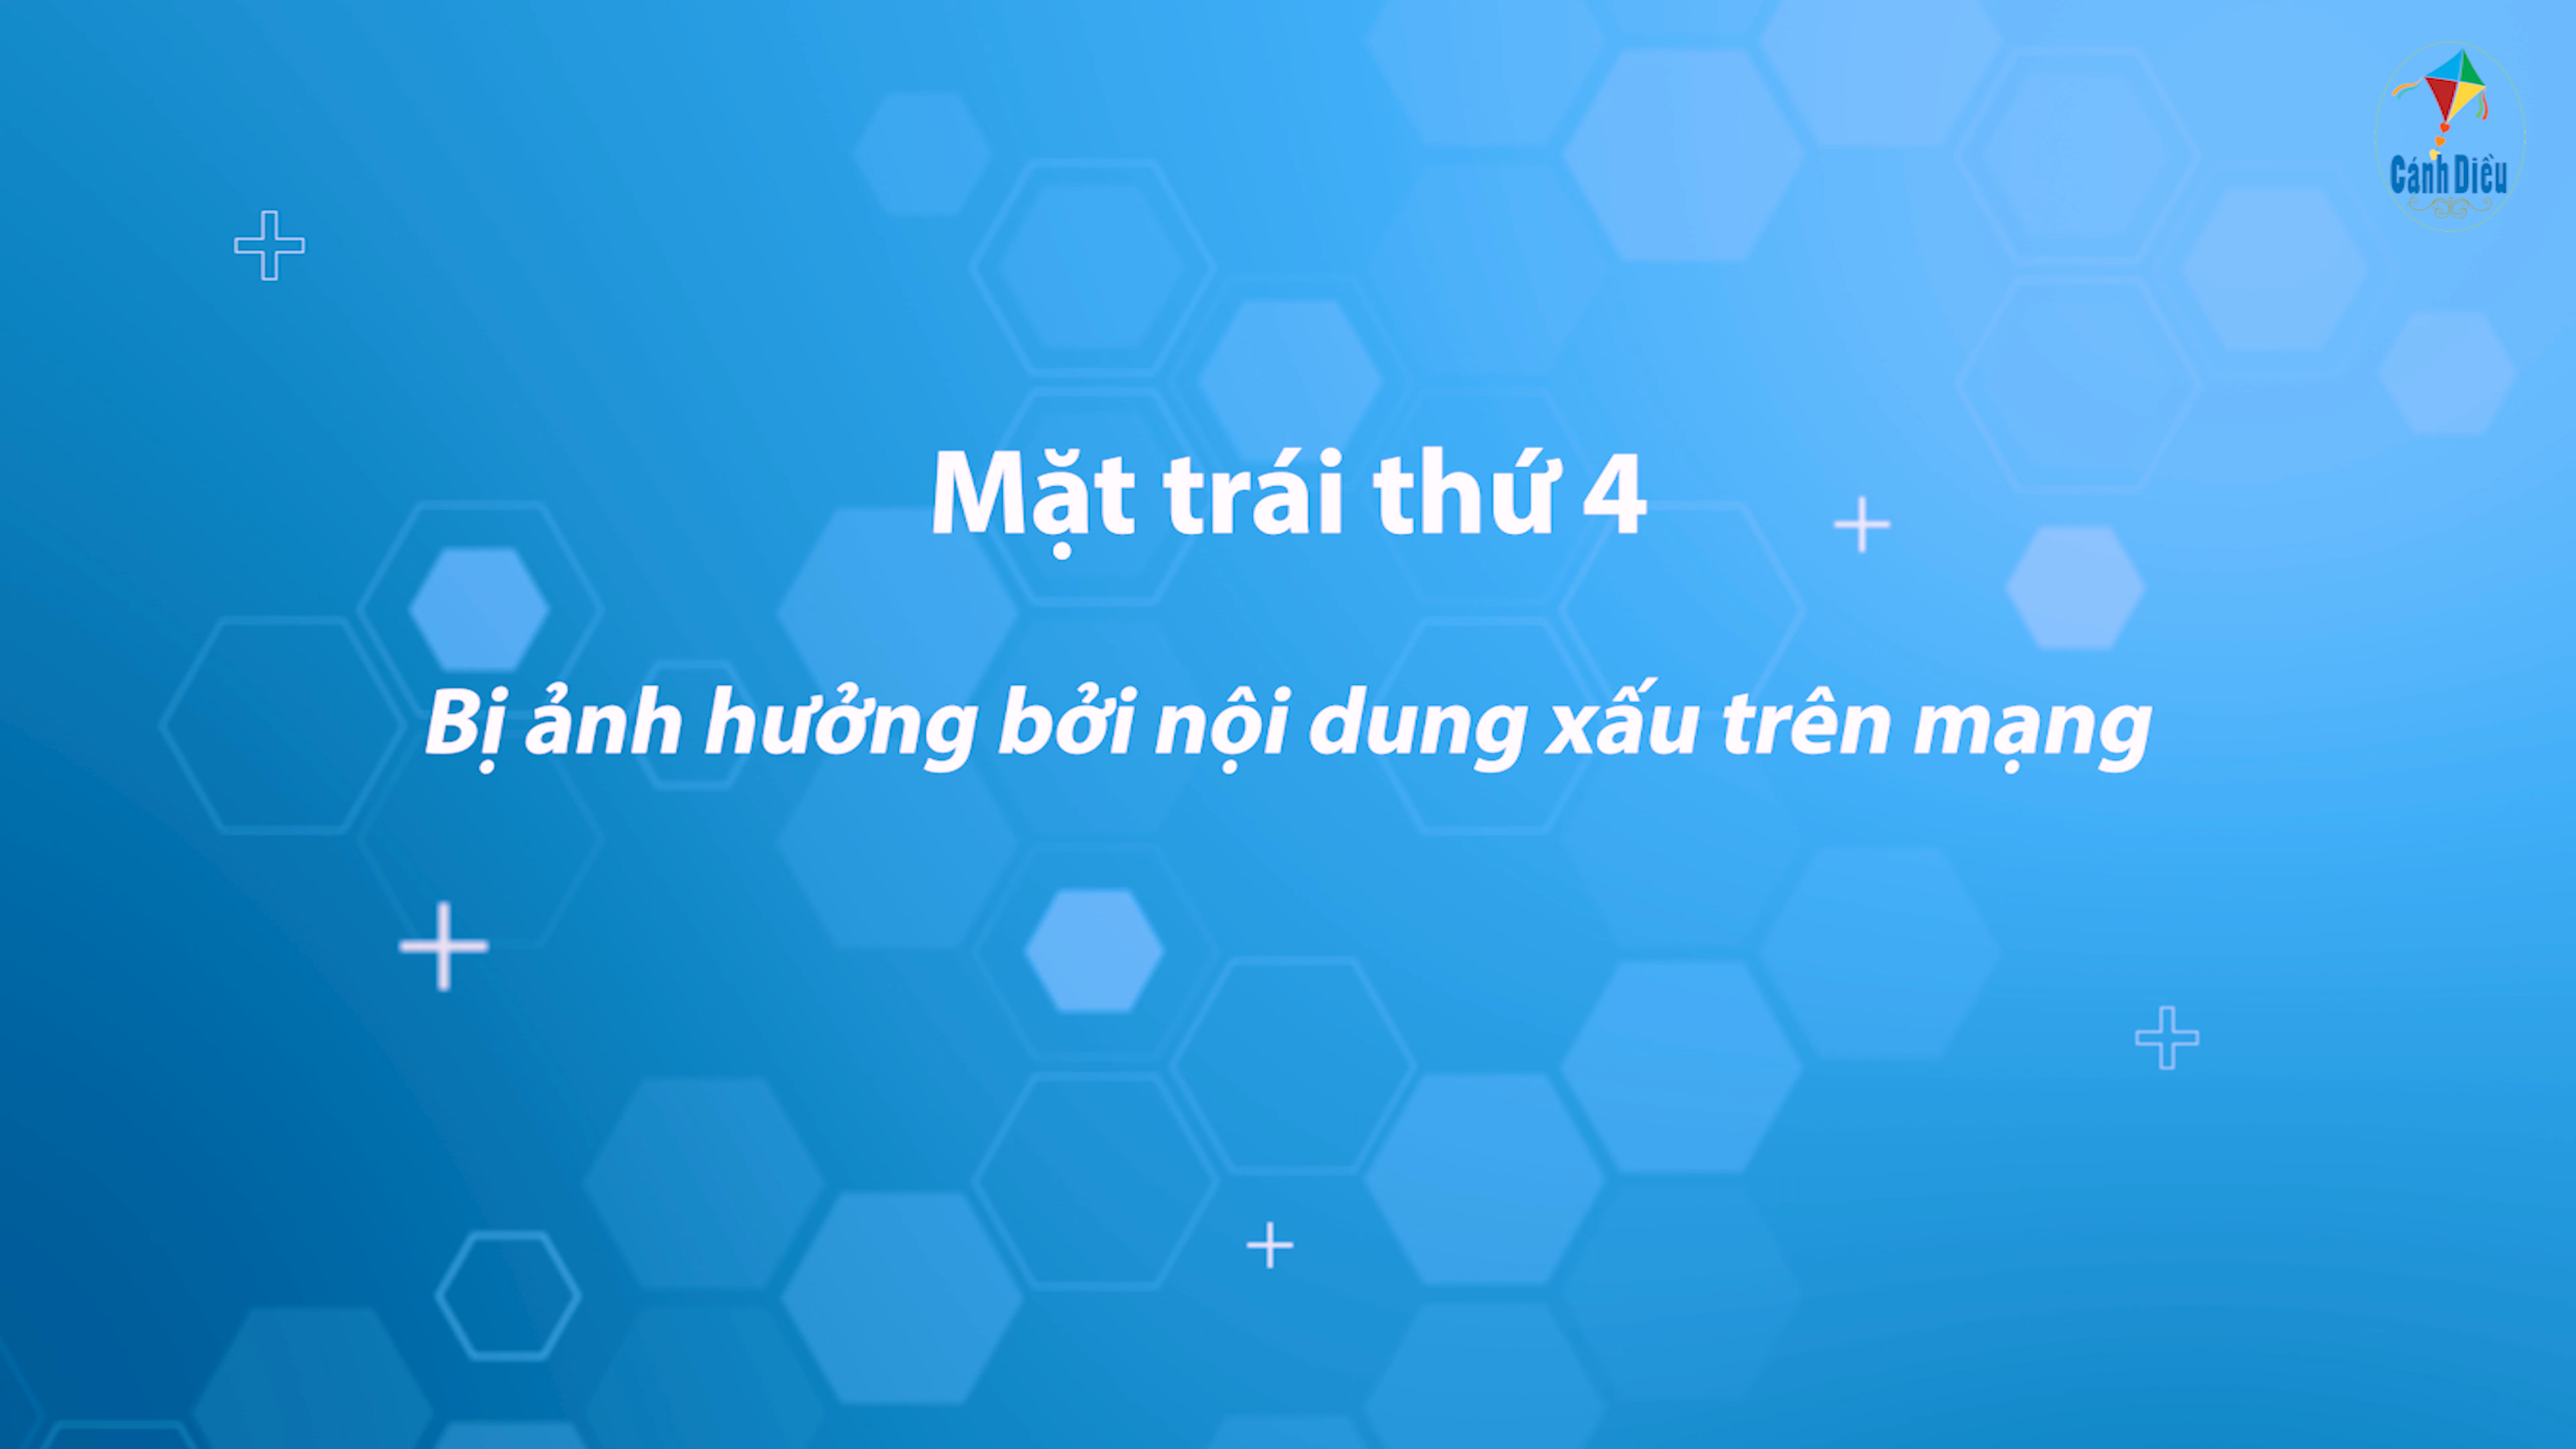 Cánh Diều
Mặt trái thứ 4
Bị ảnh hưởng bởi nội dung xấu trên mạng